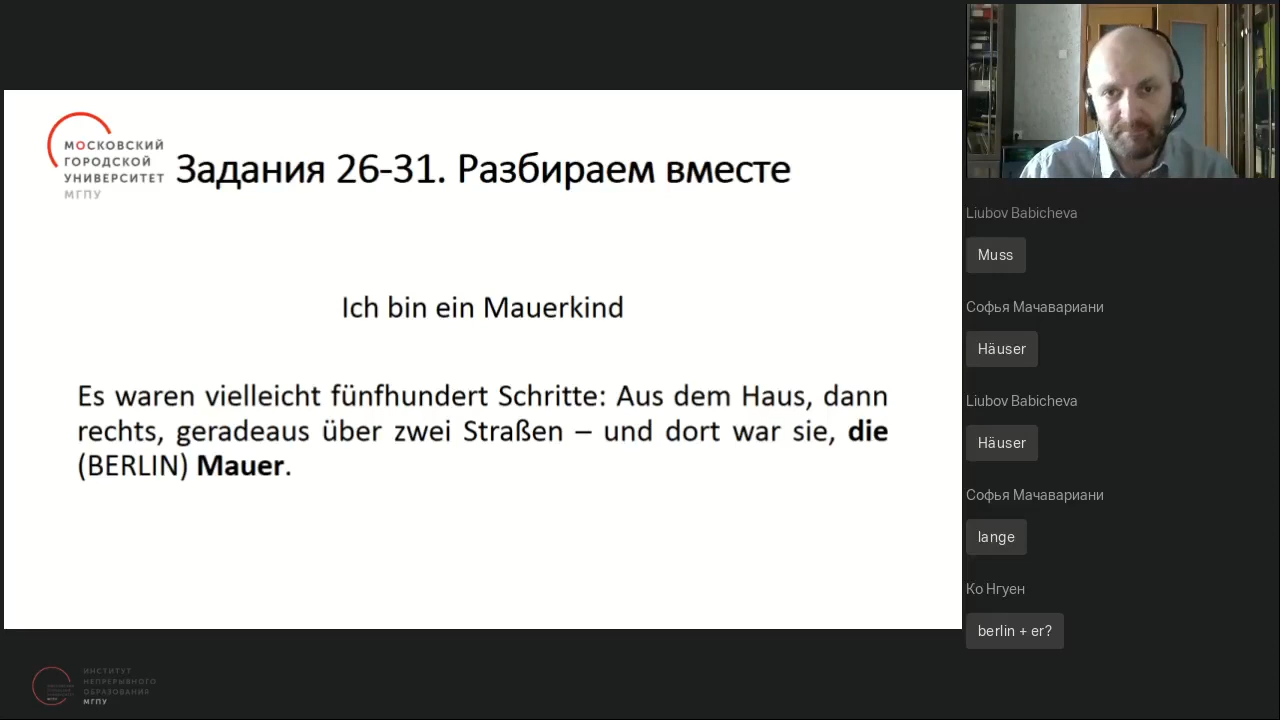 МОСКОВСКИЙ
ГОРОДСКОЙ
УНИВЕРСИТЕТ
МГПУ
Задания 26-31. Разбираем вместе
Ich bin ein Mauerkind
Es waren vielleicht fünfhundert Schritte: Aus dem Haus, dann
rechts, geradeaus über zwei Straßen – und dort war sie, die
(BERLIN) Mauer.
Liubov Babicheva
Muss
Софья Мачавариани
Häuser
Liubov Babicheva
Häuser
Софья Мачавариани
lange
Ко Нгуен
berlin + er?
ИНСТИТУТ
НЕПРЕРЫВНОГО
ОБРАЗОВАНИЯ
МГПУ